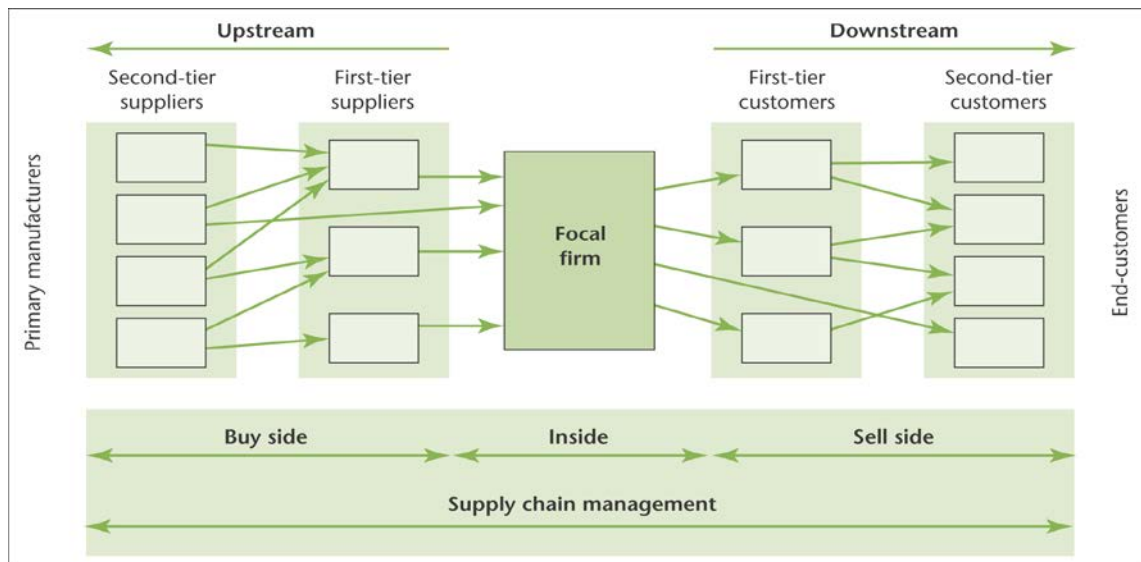 Upstream
Downstream
Second-tier
suppliers
First-tier
suppliers
First-tier
customers
Second-tier
customers
Primary manufacturers
Focal
firm
End-customers
Buy side
Inside
Sell side
Supply chain management